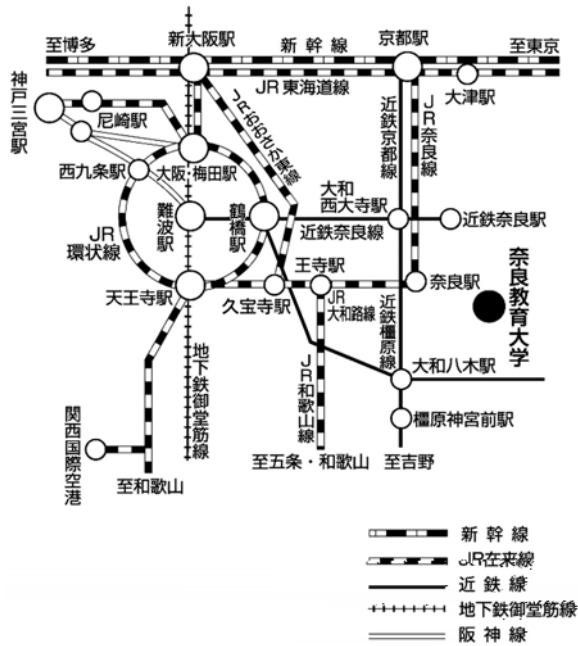 至博多
新大阪駅
新幹線
京都駅
至東京
JR東海道線
大津駅
神戸三宮駅
尼崎駅
JRおおさか東線
近鉄京都線
JR奈良線
西九条駅
大阪・梅田駅
大和
西大寺駅
難波駅
鶴橋駅
近鉄奈良線
近鉄奈良駅
JR
環状線
王寺駅
奈良駅
奈良教育大学
天王寺駅
久宝寺駅
JR
大和路線
近鉄橿原線
地下鉄御堂筋線
JR和歌山線
大和八木駅
関西国際空港
橿原神宮前駅
至和歌山
至五条・和歌山
至吉野
新幹線
JR在来線
近鉄線
地下鉄御堂筋線
阪神線